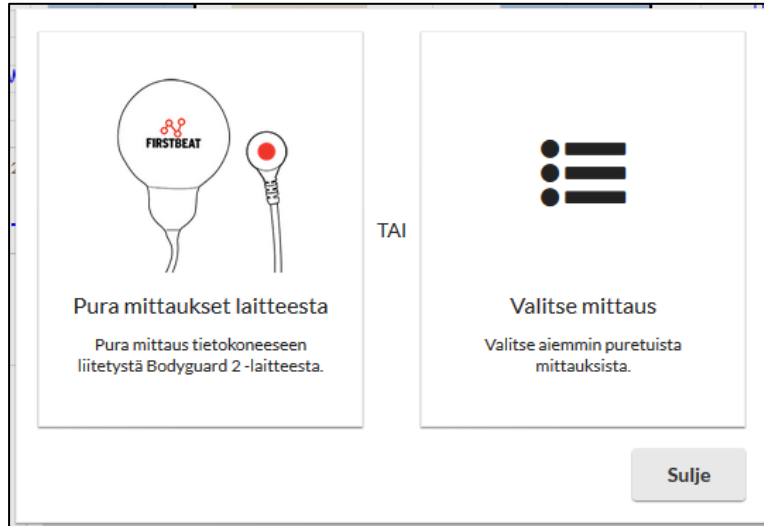 FIRSTBEAT
TAI
Pura mittaukset laitteesta
Pura mittaus tietokoneeseen
liitetystä Bodyguard 2 -laitteesta.
Valitse mittaus
Valitse aiemmin puretuista
mittauksista.
Sulje